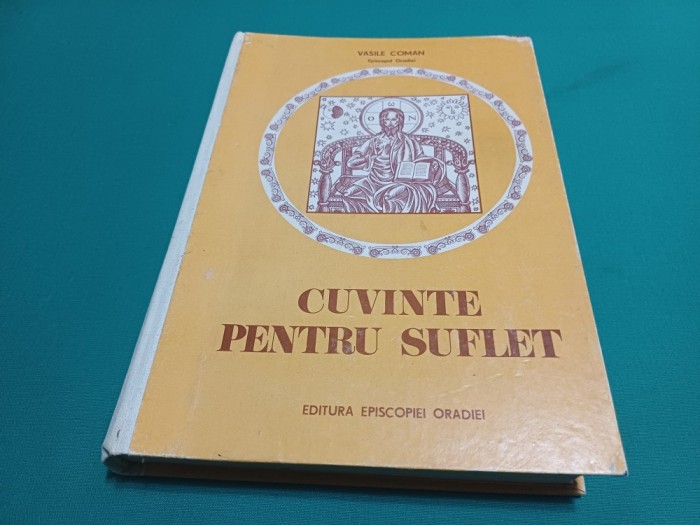 VASILE COMAN
Episcopul Oradiei
O Ω N
CUVINTE
PENTRU SUFLET
EDITURA EPISCOPIEI ORADIEI